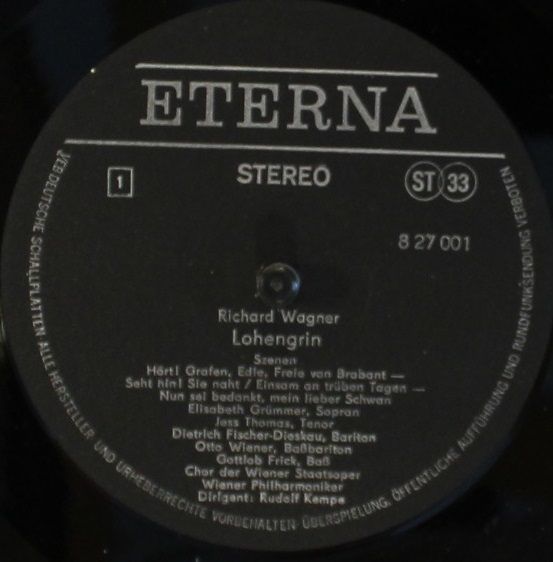 ETERNA
1
STEREO
ST 33
8 27 001
Richard Wagner
Lohengrin
Szenen
Hört! Grafen, Edle, Freie von Brabant —
Seht hin! Sie naht / Einsam an trüben Tagen —
Nun sei bedankt, mein lieber Schwan
Elisabeth Grümmer, Sopran
Jess Thomas, Tenor
Dietrich Fischer-Dieskau, Bariton
Otto Wiener, Baßbariton
Gottlob Frick, Baß
Chor der Wiener Staatsoper
Wiener Philharmoniker
Dirigent: Rudolf Kempe
VEB DEUTSCHE SCHALLPLATTEN ALLE HERSTELLER- UND URHEBERRECHTE VORBEHALTEN· ÜBERSPIELUNG, ÖFFENTLICHE AUFFÜHRUNG UND RUNDFUNKSENDUNG VERBOTEN